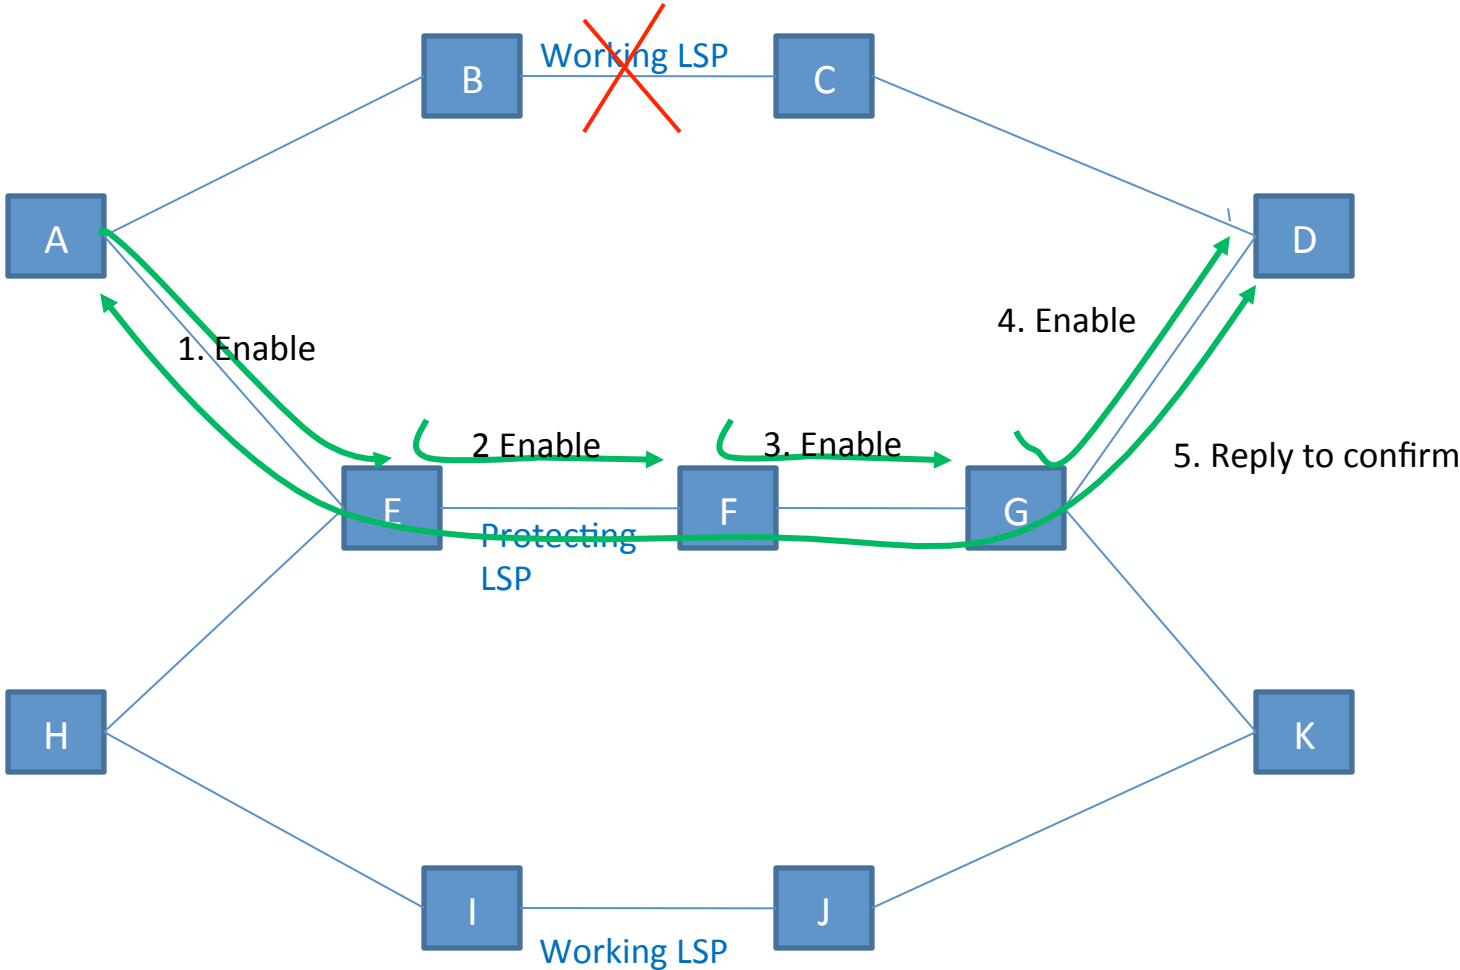 Working LSP
B
C
A
D
4. Enable
1. Enable
2 Enable
3. Enable
5. Reply to confirm
E
F
G
Protecting
LSP
H
K
I
J
Working LSP